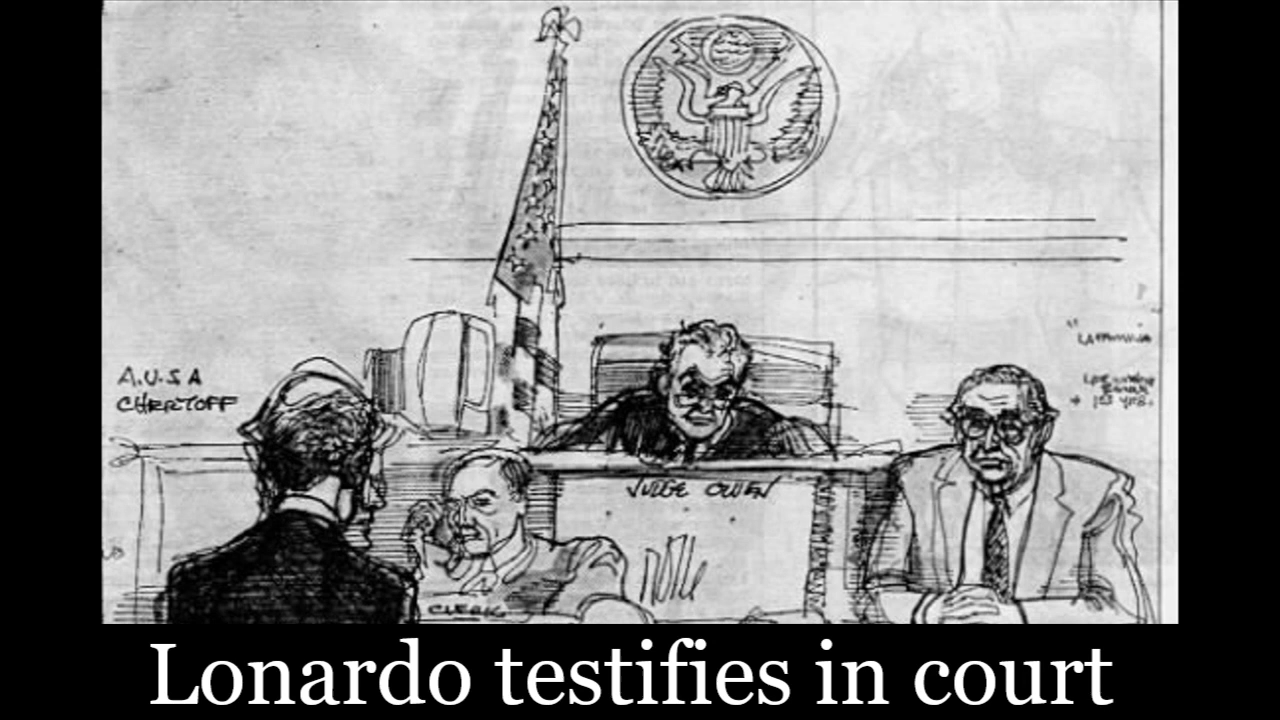 A.U.S A
CHERTOFF
JUDGE OWEN
CLERK
Lonardo testifies in court